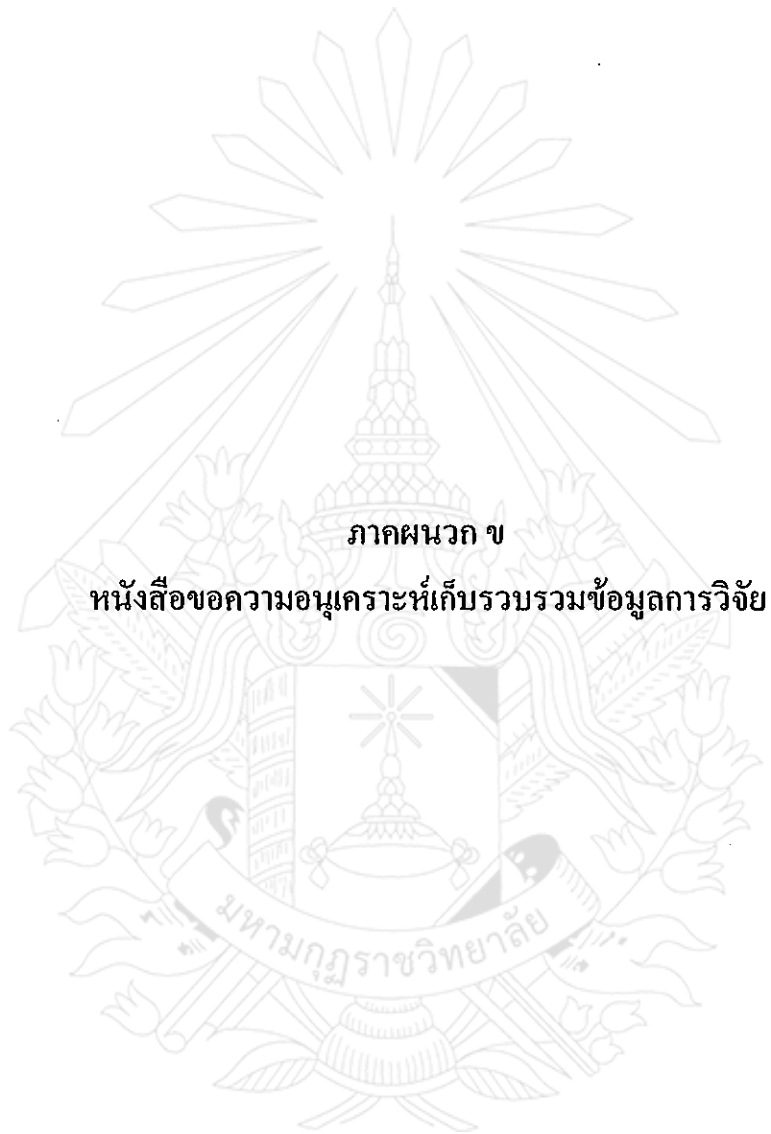 ภาคผนวก ข
หนังสือขอความอนุเคราะห์เก็บรวบรวมข้อมูลการวิจัย
มหามกุฏราชวิทยาลัย